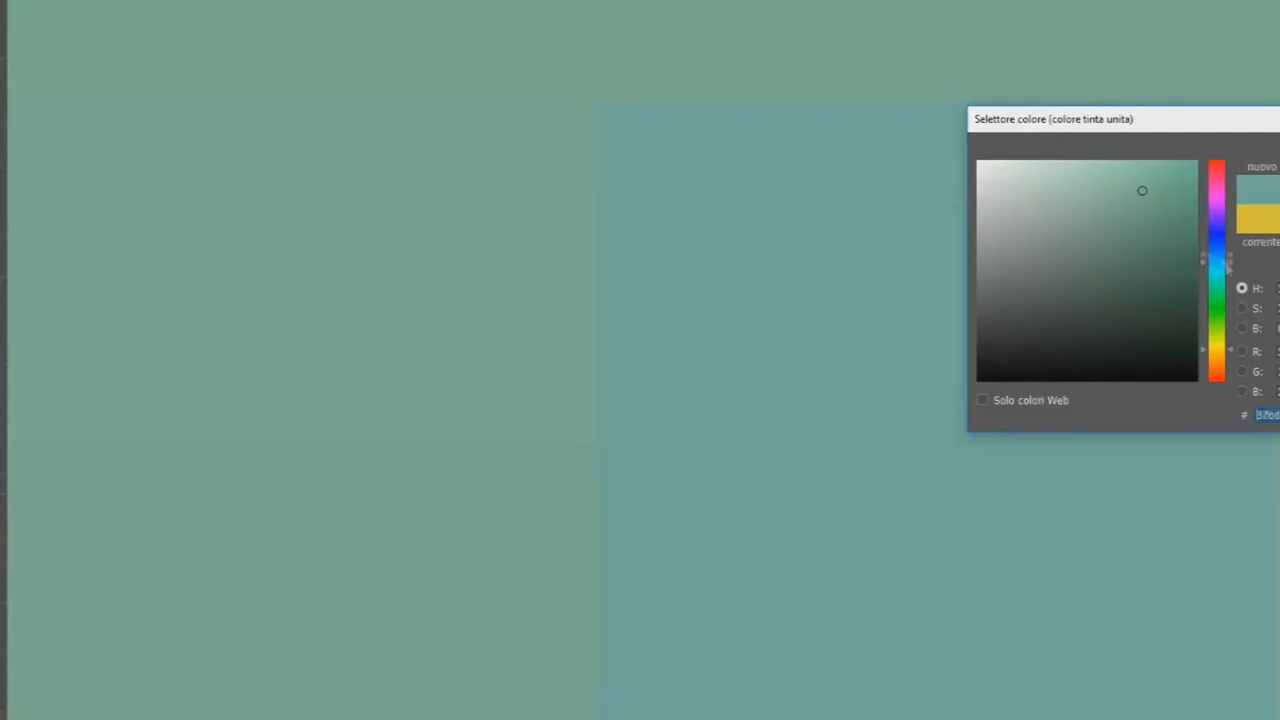 Selettore colore (colore tinta unita)
nuovo
corrente
H:
S:
B:
R:
G:
B:
Solo colori Web
#